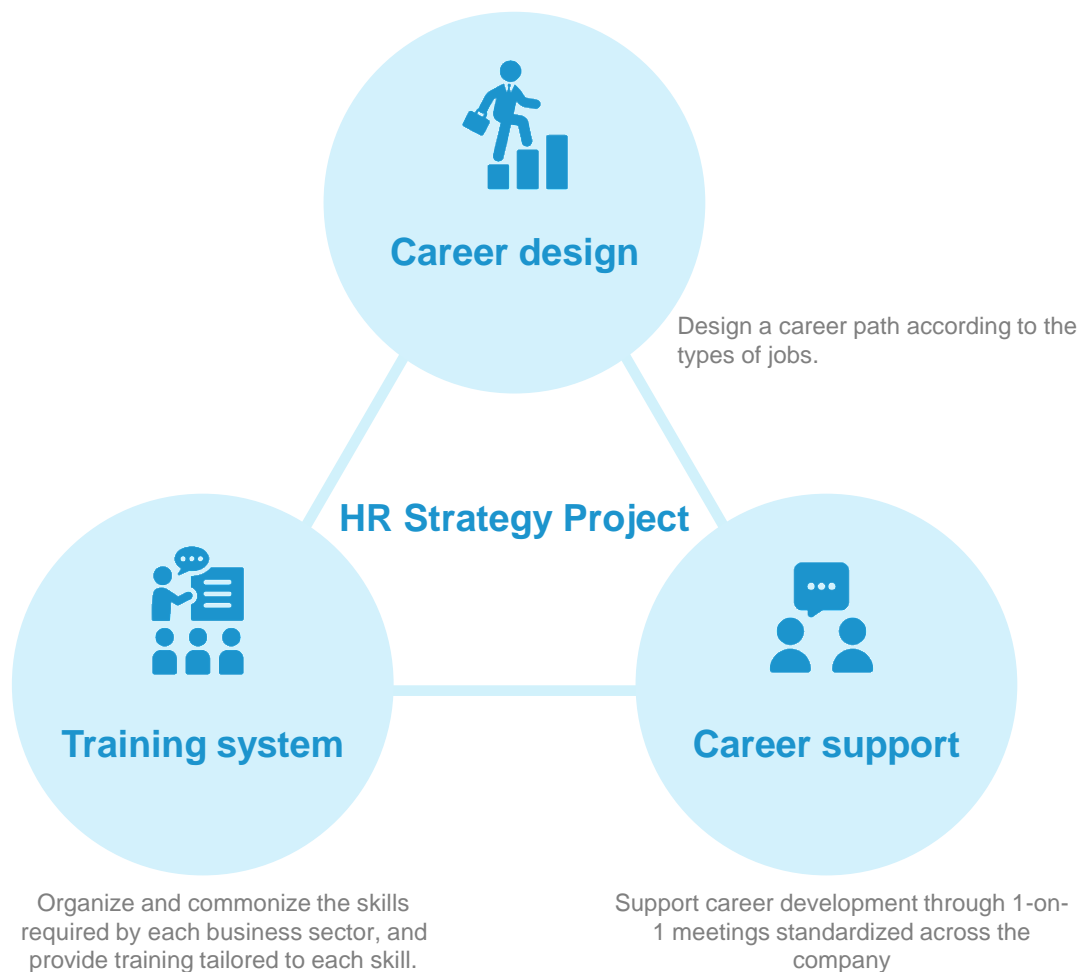 Career design
Design a career path according to the
types of jobs.
HR Strategy Project
Training system
Career support
Organize and commonize the skills
required by each business sector, and
provide training tailored to each skill.
Support career development through 1-on-
1 meetings standardized across the
company